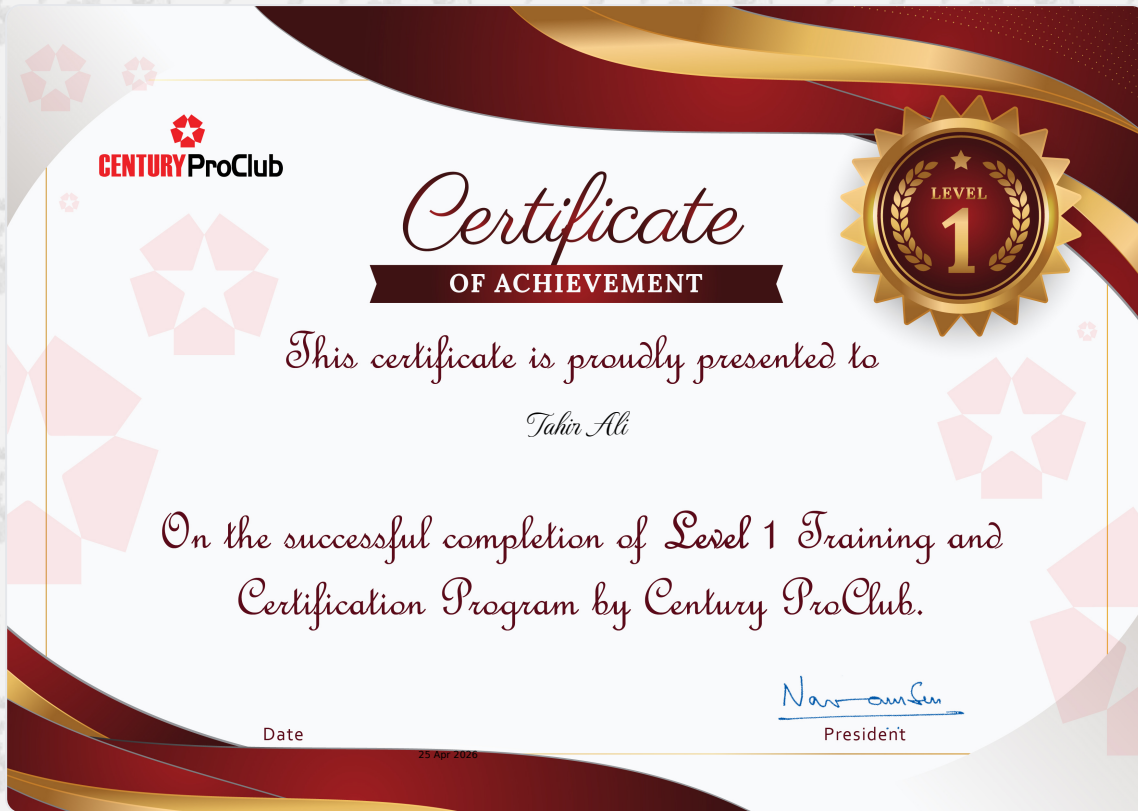 CENTURY ProClub
LEVEL
1
Certificate
OF ACHIEVEMENT
This certificate is proudly presented to
Tahir Ali
On the successful completion of Level 1 Training and
Certification Program by Century ProClub.
Date
President
25 Apr 2026